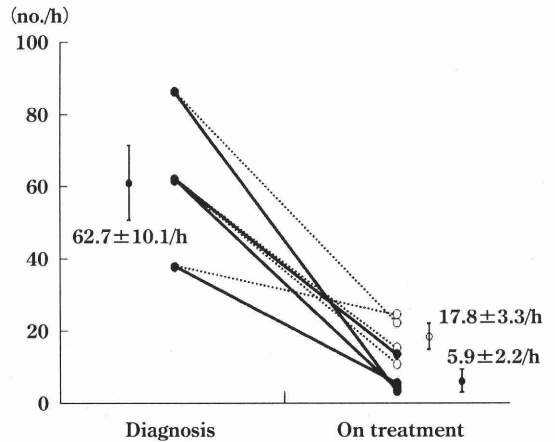 (no./h)
100
80
60
62.7±10.1/h
40
20
17.8±3.3/h
5.9±2.2/h
0
Diagnosis
On treatment